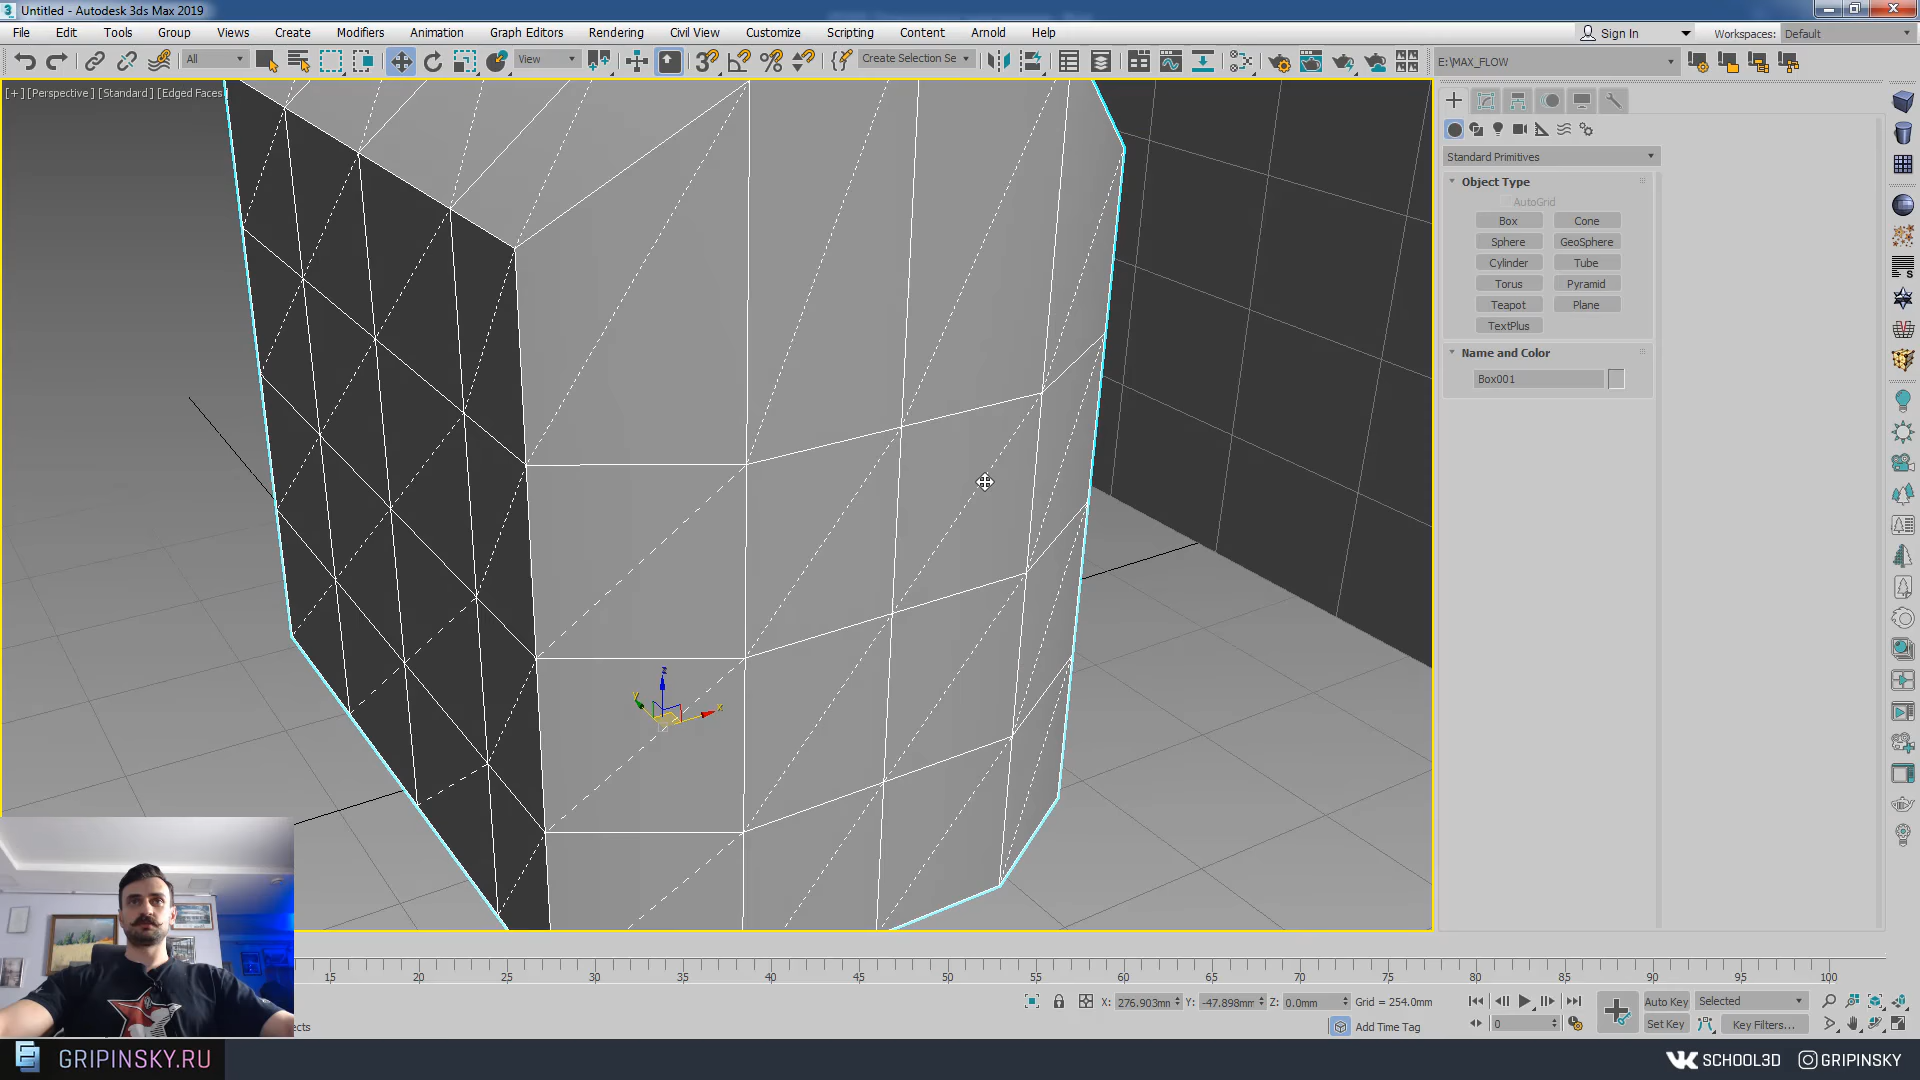 Untitled - Autodesk 3ds Max 2019
File Edit Tools Group Views Create Modifiers Animation Graph Editors Rendering Civil View Customize Scripting Content Arnold Help Sign In Workspaces: Default
All View Create Selection Se E:\MAX_FLOW
[+] [Perspective] [Standard] [Edged Faces]
Standard Primitives
Object Type
AutoGrid
Box Cone
Sphere GeoSphere
Cylinder Tube
Torus Pyramid
Teapot Plane
TextPlus
Name and Color
Box001
z
y x
15 20 25 30 35 40 45 50 55 60 65 70 75 80 85 90 95 100
X: 276.903mm Y: -47.898mm Z: 0.0mm Grid = 254.0mm Auto Key Selected
ects Add Time Tag 0 Set Key Key Filters...
GRIPINSKY.RU SCHOOL3D GRIPINSKY